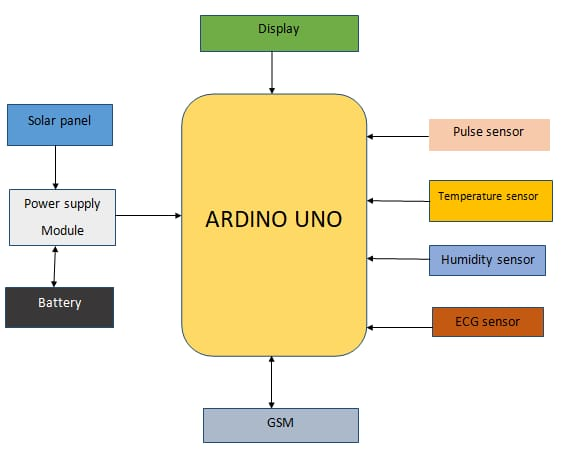 Display
Solar panel
Pulse sensor
Power supply
Module
ARDINO UNO
Temperature sensor
Humidity sensor
Battery
ECG sensor
GSM